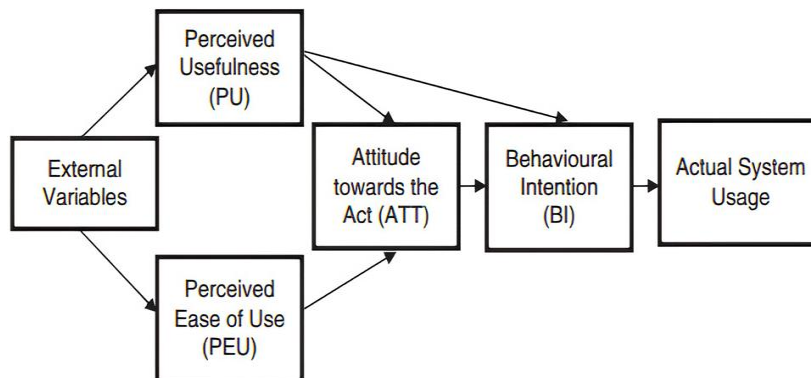 Perceived
Usefulness
(PU)
External
Variables
Attitude
towards the
Act (ATT)
Behavioural
Intention
(BI)
Actual System
Usage
Perceived
Ease of Use
(PEU)